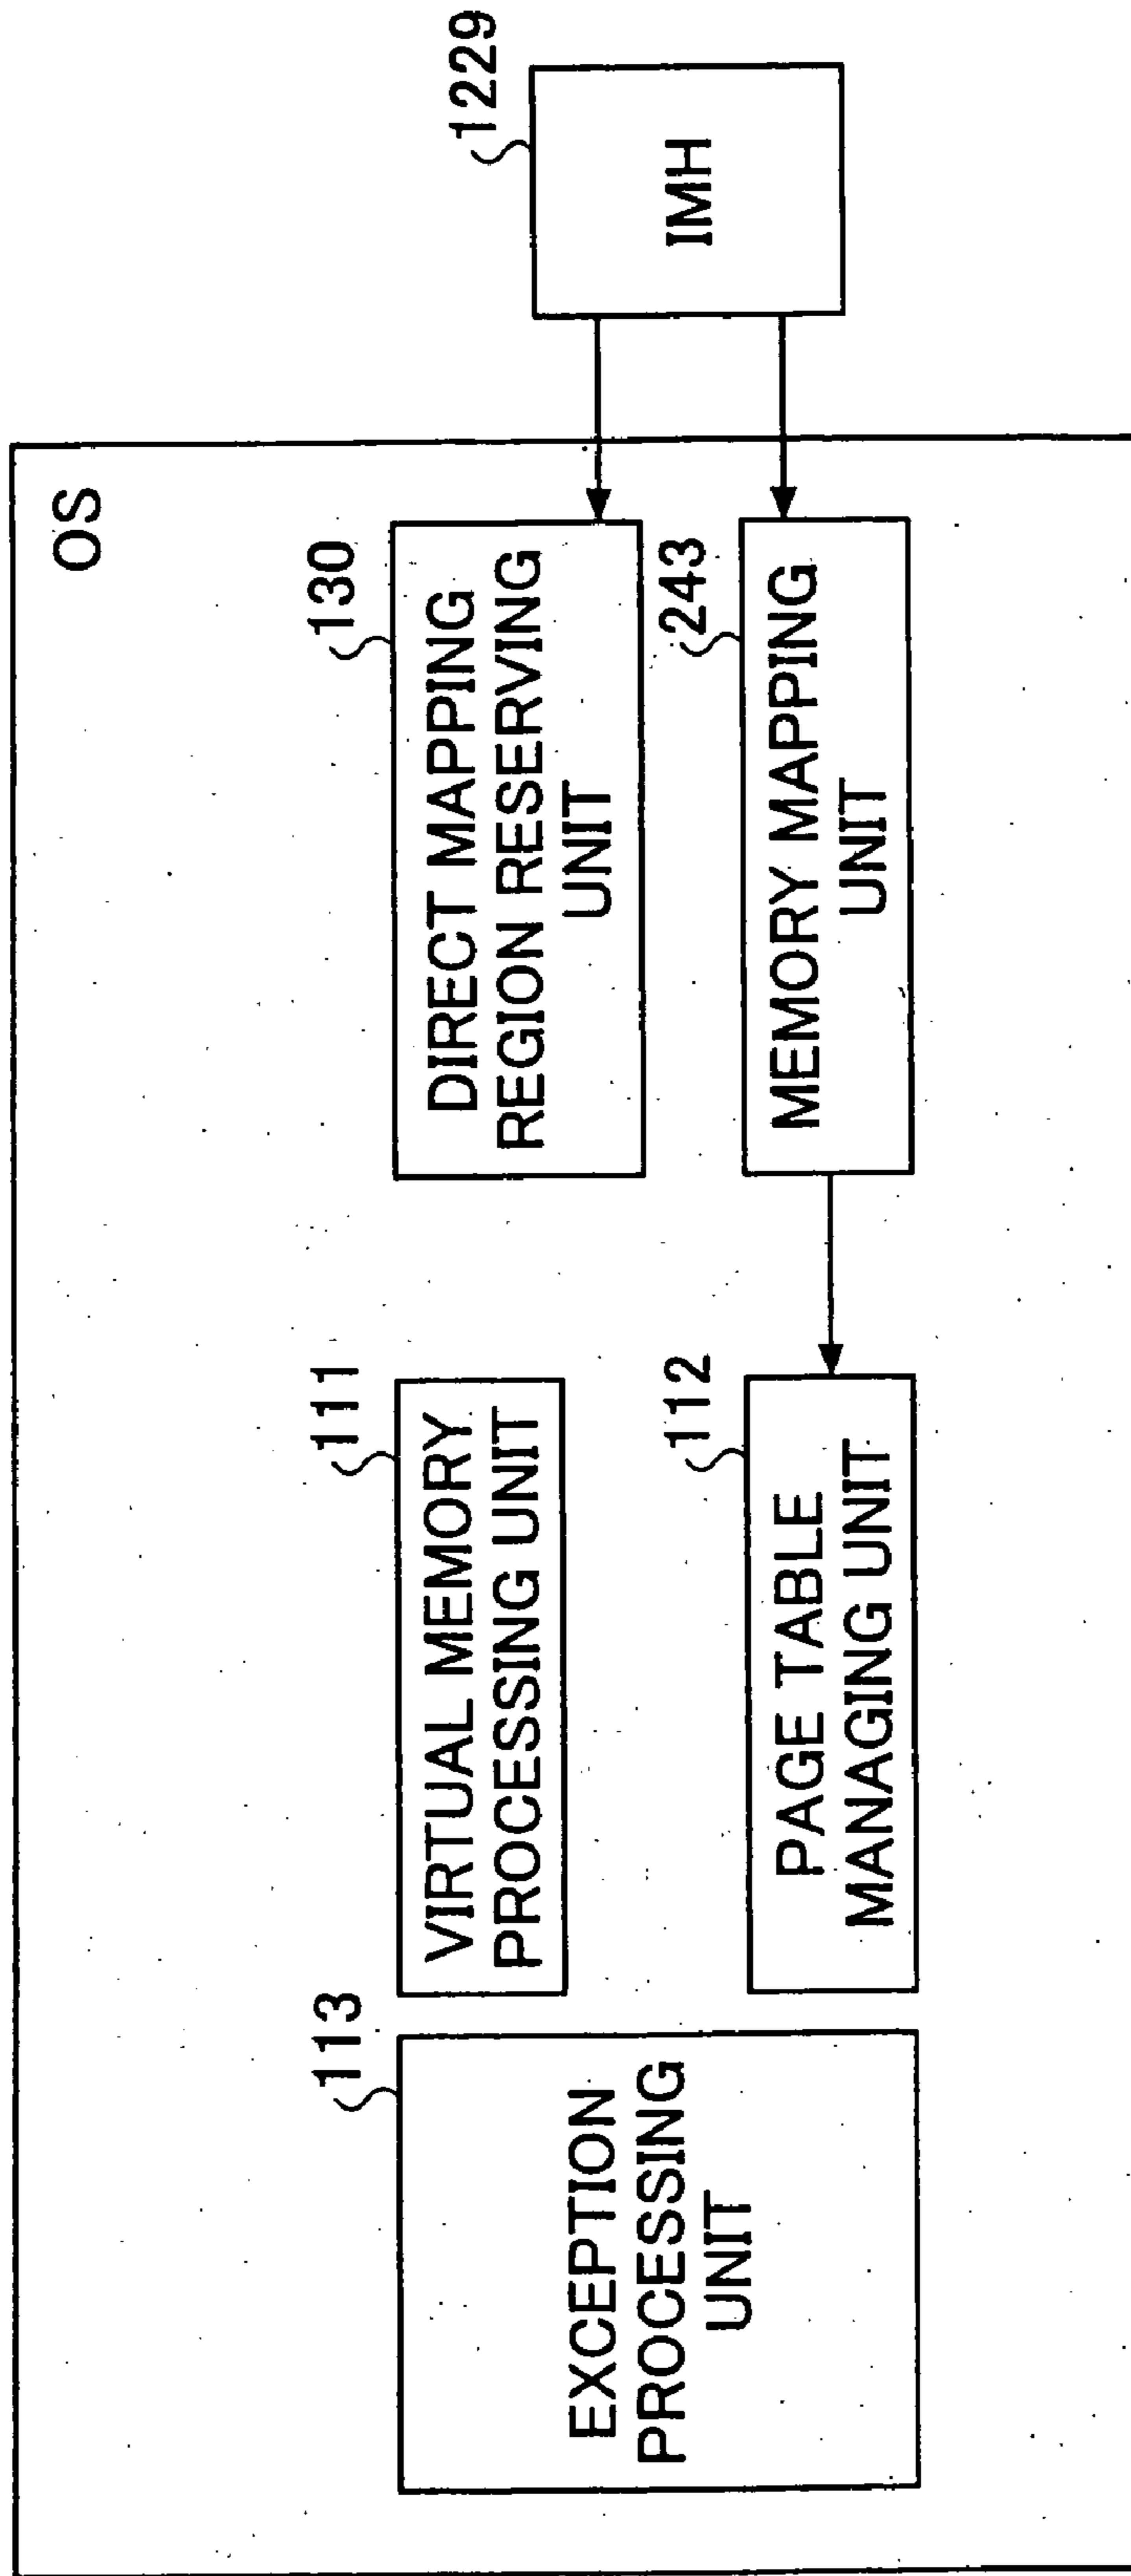 OS
113
EXCEPTION
PROCESSING
UNIT
111
VIRTUAL MEMORY
PROCESSING UNIT
130
DIRECT MAPPING
REGION RESERVING
UNIT
112
PAGE TABLE
MANAGING UNIT
243
MEMORY MAPPING
UNIT
1229
IMH